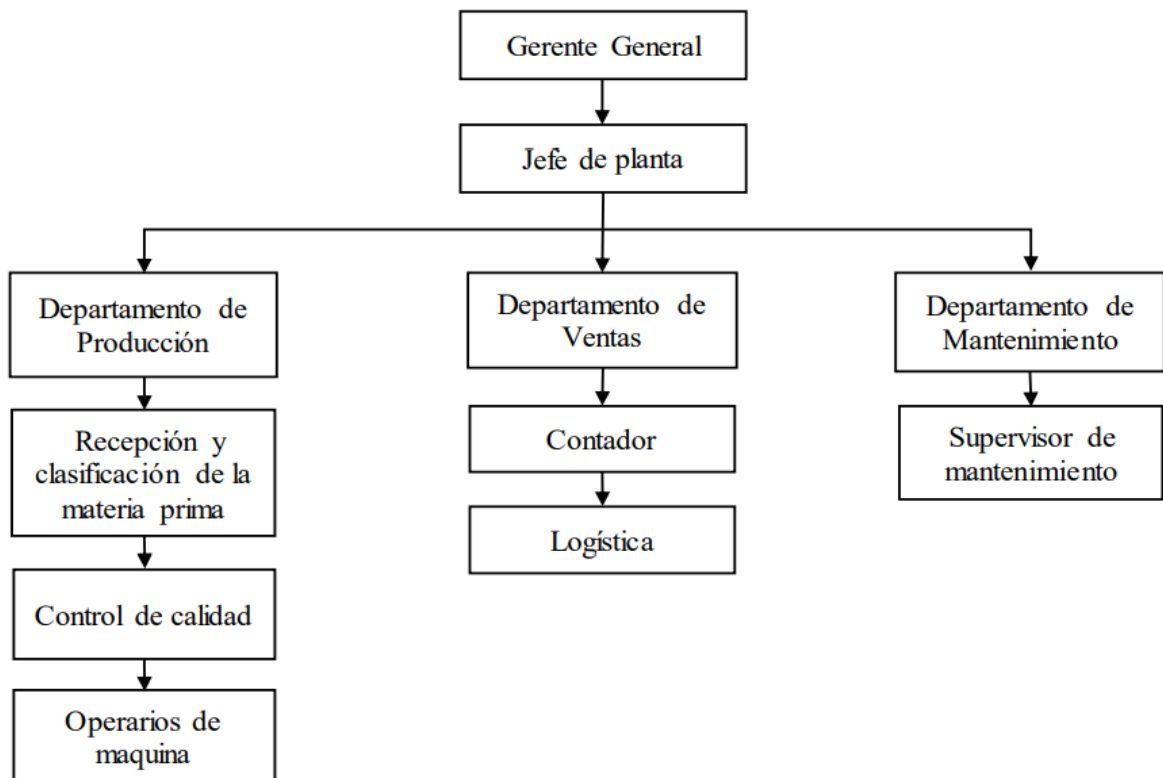 Gerente General
Jefe de planta
Departamento de
Producción
Departamento de
Ventas
Departamento de
Mantenimiento
Recepción y
clasificación de la
materia prima
Contador
Supervisor de
mantenimiento
Logística
Control de calidad
Operarios de
maquina